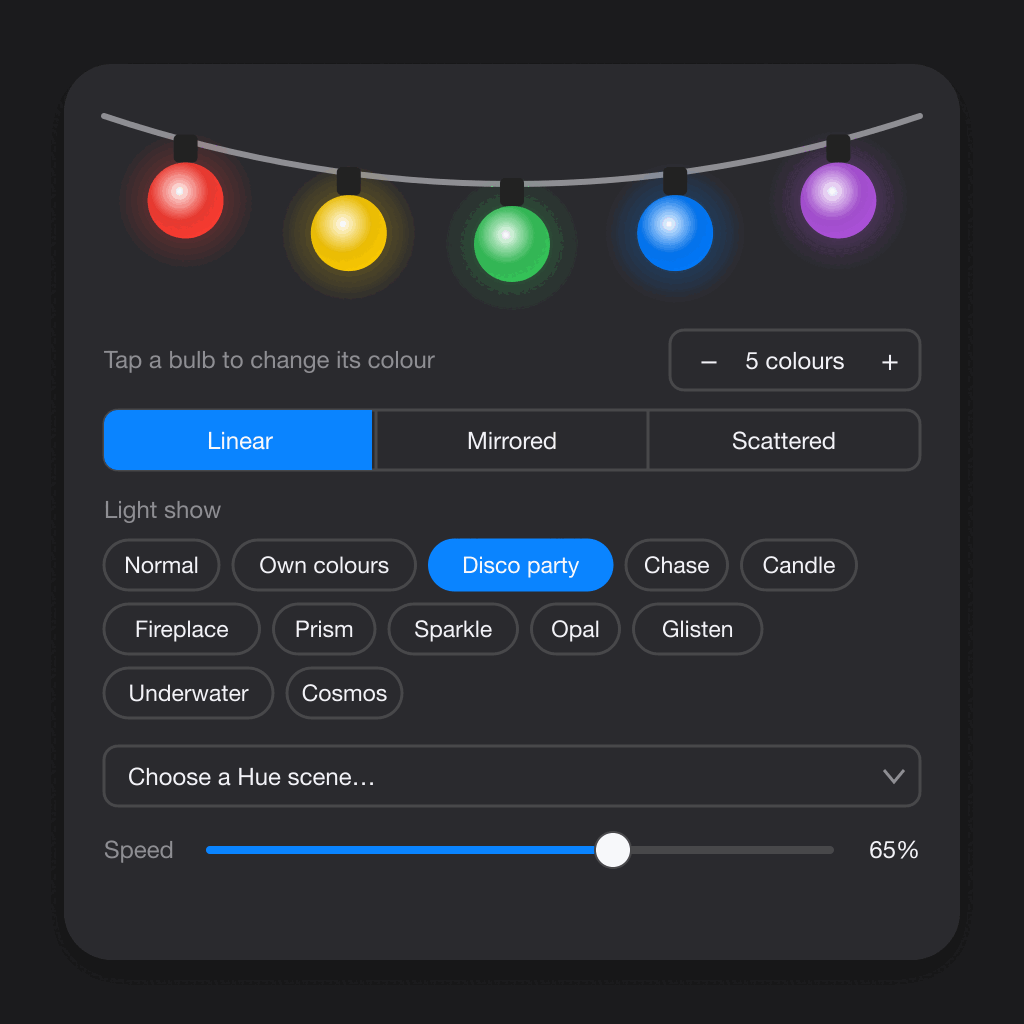 Tap a bulb to change its colour − 5 colours +
Linear Mirrored Scattered
Light show
Normal Own colours Disco party Chase Candle
Fireplace Prism Sparkle Opal Glisten
Underwater Cosmos
Choose a Hue scene…
Speed 65%